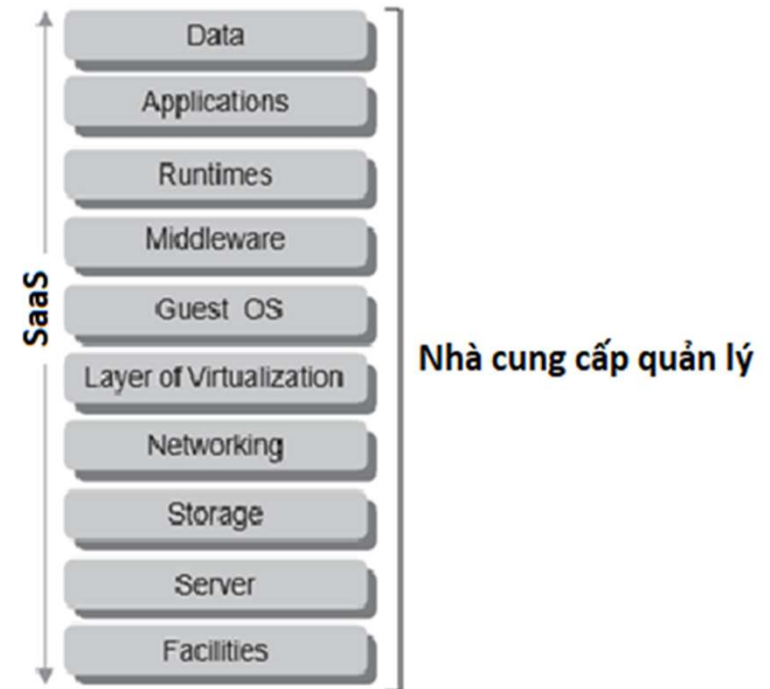 Data
Applications
Runtimes
Middleware
Guest OS
Layer of Virtualization
Networking
Storage
Server
Facilities
SaaS
Nhà cung cấp quản lý